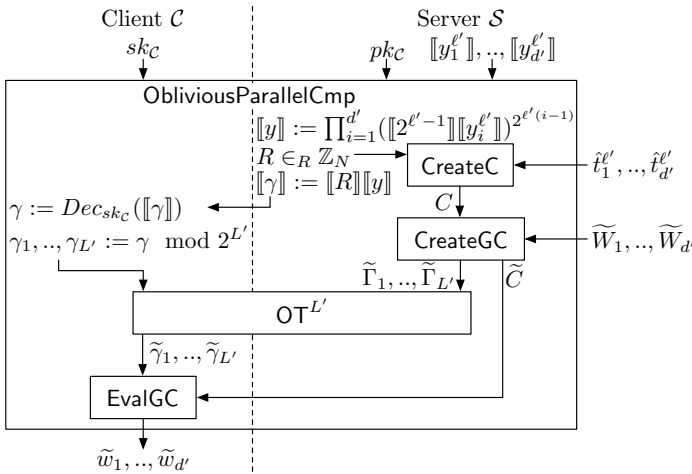 Client 𝒞 Server 𝒮
sk_𝒞 pk_𝒞 ⟦y_1^{ℓ'}⟧,..,⟦y_{d'}^{ℓ'}⟧
ObliviousParallelCmp
⟦y⟧ := ∏_{i=1}^{d'}(⟦2^{ℓ'−1}⟧⟦y_i^{ℓ'}⟧)^{2^{ℓ'(i−1)}}
R ∈_R ℤ_N
CreateC
t̂_1^{ℓ'},..,t̂_{d'}^{ℓ'}
⟦γ⟧ := ⟦R⟧⟦y⟧
γ := Dec_{sk_𝒞}(⟦γ⟧)
C
γ_1,..,γ_{L'} := γ mod 2^{L'}
CreateGC
W̃_1,..,W̃_{d'}
Γ̃_1,..,Γ̃_{L'} C̃
OT^{L'}
γ̃_1,..,γ̃_{L'}
EvalGC
w̃_1,..,w̃_{d'}